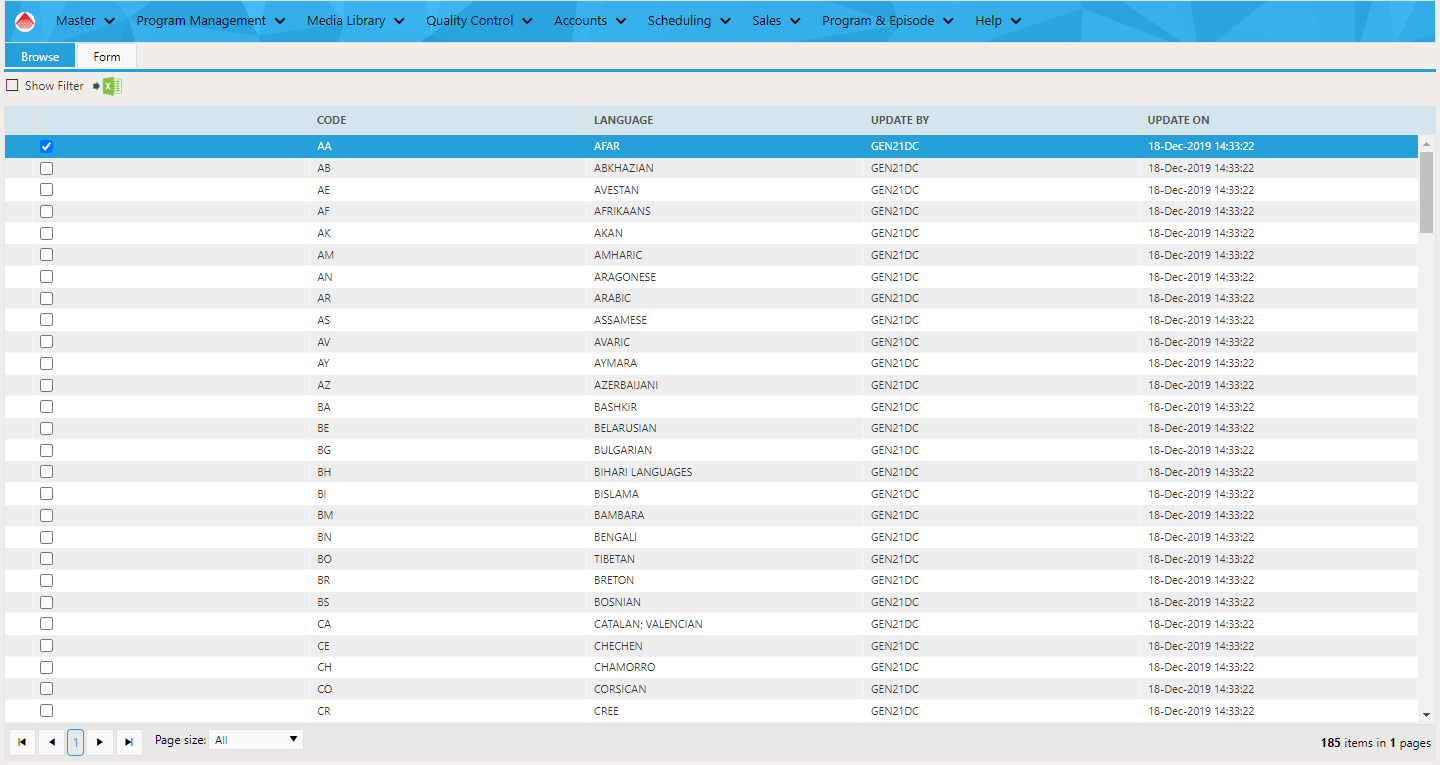 Master Program Management Media Library Quality Control Accounts Scheduling Sales Program & Episode Help
Browse Form
Show Filter
CODE LANGUAGE UPDATE BY UPDATE ON
AA AFAR GEN21DC 18-Dec-2019 14:33:22
AB ABKHAZIAN GEN21DC 18-Dec-2019 14:33:22
AE AVESTAN GEN21DC 18-Dec-2019 14:33:22
AF AFRIKAANS GEN21DC 18-Dec-2019 14:33:22
AK AKAN GEN21DC 18-Dec-2019 14:33:22
AM AMHARIC GEN21DC 18-Dec-2019 14:33:22
AN ARAGONESE GEN21DC 18-Dec-2019 14:33:22
AR ARABIC GEN21DC 18-Dec-2019 14:33:22
AS ASSAMESE GEN21DC 18-Dec-2019 14:33:22
AV AVARIC GEN21DC 18-Dec-2019 14:33:22
AY AYMARA GEN21DC 18-Dec-2019 14:33:22
AZ AZERBAIJANI GEN21DC 18-Dec-2019 14:33:22
BA BASHKIR GEN21DC 18-Dec-2019 14:33:22
BE BELARUSIAN GEN21DC 18-Dec-2019 14:33:22
BG BULGARIAN GEN21DC 18-Dec-2019 14:33:22
BH BIHARI LANGUAGES GEN21DC 18-Dec-2019 14:33:22
BI BISLAMA GEN21DC 18-Dec-2019 14:33:22
BM BAMBARA GEN21DC 18-Dec-2019 14:33:22
BN BENGALI GEN21DC 18-Dec-2019 14:33:22
BO TIBETAN GEN21DC 18-Dec-2019 14:33:22
BR BRETON GEN21DC 18-Dec-2019 14:33:22
BS BOSNIAN GEN21DC 18-Dec-2019 14:33:22
CA CATALAN; VALENCIAN GEN21DC 18-Dec-2019 14:33:22
CE CHECHEN GEN21DC 18-Dec-2019 14:33:22
CH CHAMORRO GEN21DC 18-Dec-2019 14:33:22
CO CORSICAN GEN21DC 18-Dec-2019 14:33:22
CR CREE GEN21DC 18-Dec-2019 14:33:22
1 Page size: All 185 items in 1 pages